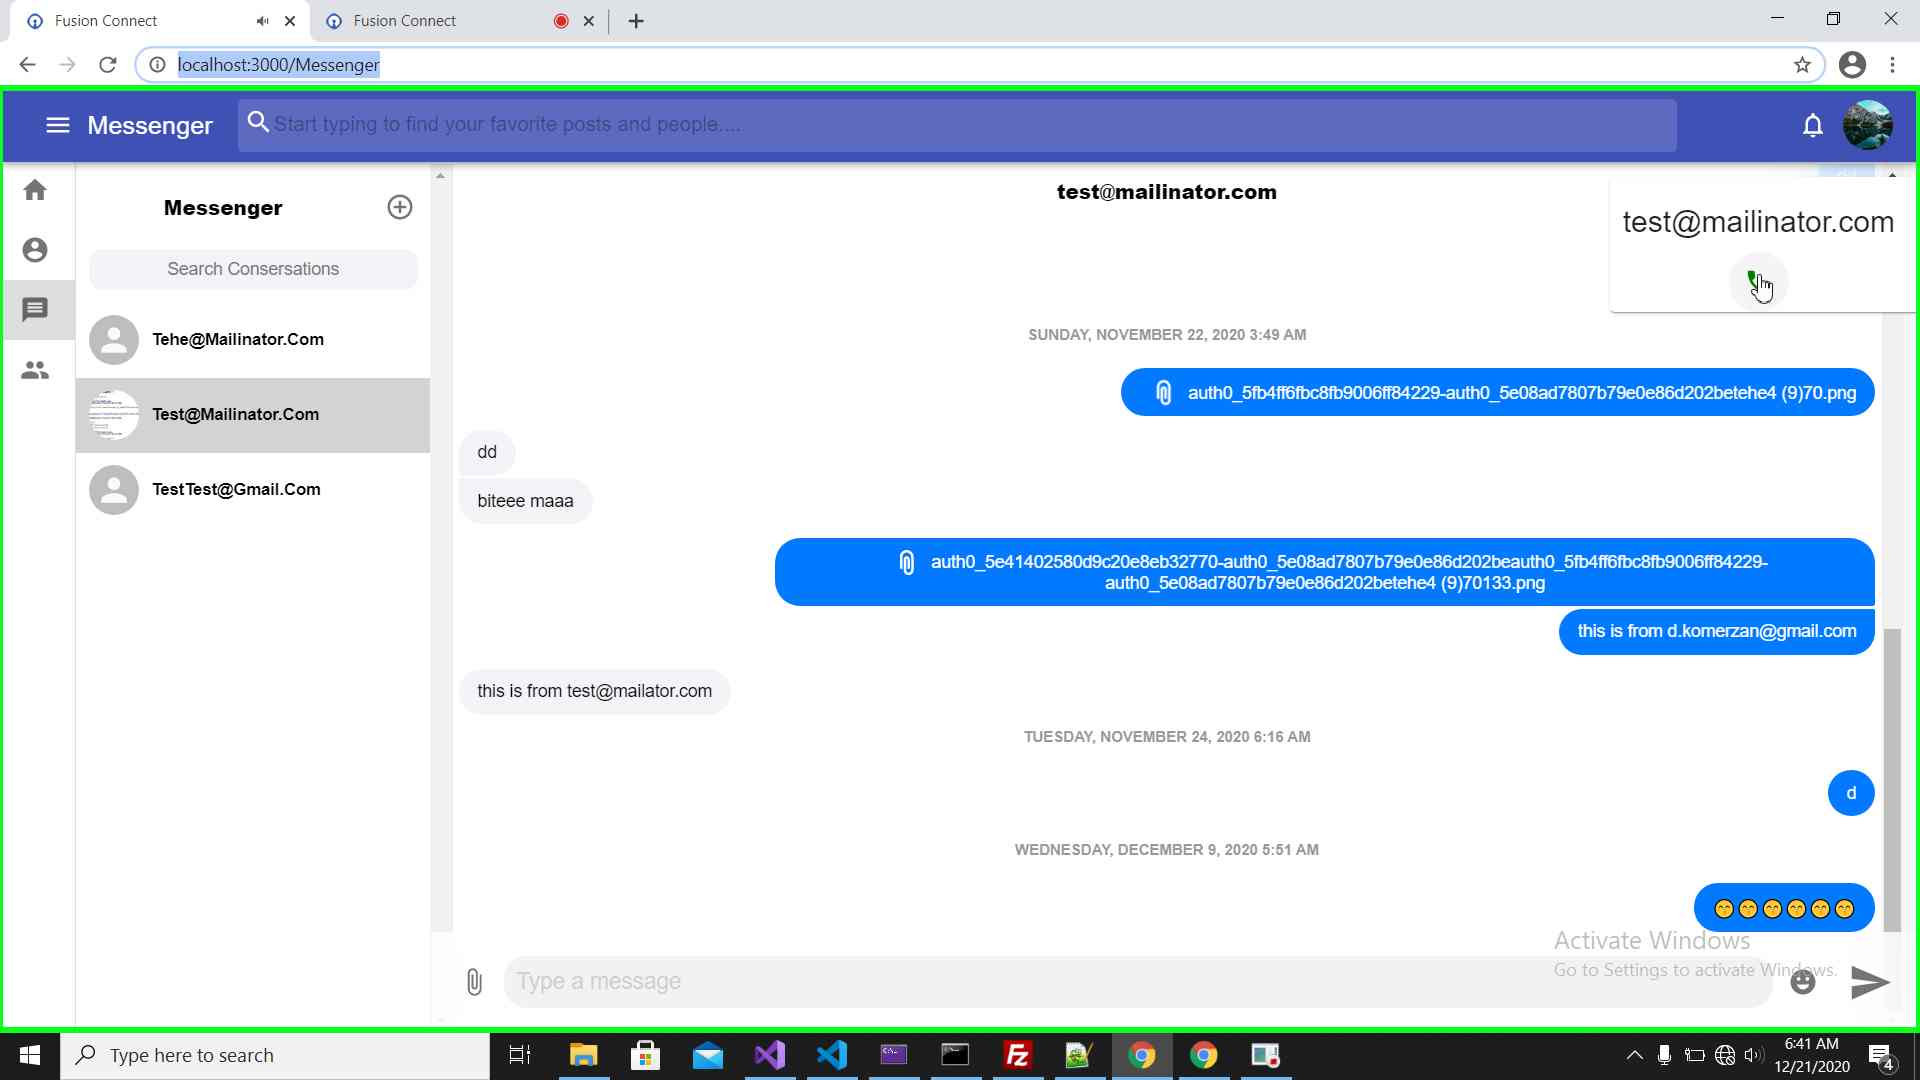 Fusion Connect
Fusion Connect
localhost:3000/Messenger
Messenger
Start typing to find your favorite posts and people....
Messenger
Search Consersations
Tehe@Mailinator.Com
Test@Mailinator.Com
TestTest@Gmail.Com
test@mailinator.com
dd
test@mailinator.com
SUNDAY, NOVEMBER 22, 2020 3:49 AM
auth0_5fb4ff6fbc8fb9006ff84229-auth0_5e08ad7807b79e0e86d202betehe4 (9)70.png
dd
biteee maaa
auth0_5e41402580d9c20e8eb32770-auth0_5e08ad7807b79e0e86d202beauth0_5fb4ff6fbc8fb9006ff84229-
auth0_5e08ad7807b79e0e86d202betehe4 (9)70133.png
this is from d.komerzan@gmail.com
this is from test@mailator.com
TUESDAY, NOVEMBER 24, 2020 6:16 AM
d
WEDNESDAY, DECEMBER 9, 2020 5:51 AM
😁😁😁😁😁😁
Type a message
Activate Windows
Go to Settings to activate Windows.
Type here to search
6:41 AM
12/21/2020
4